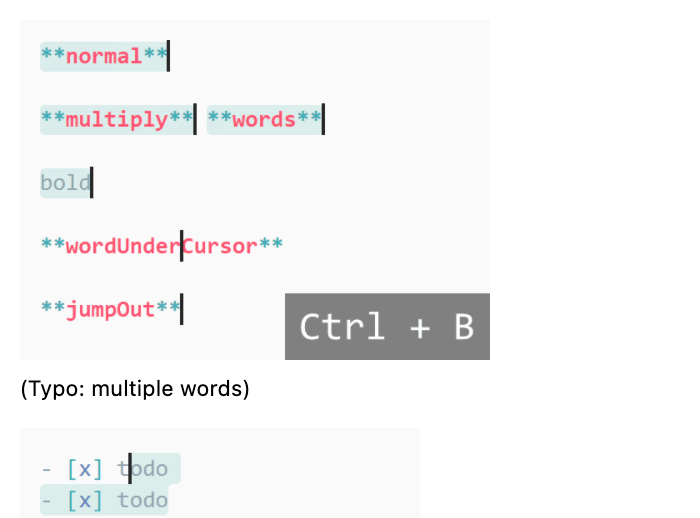 **normal**
**multiply** **words**
bold
**wordUnderCursor**
**jumpOut**
Ctrl + B
(Typo: multiple words)
- [x] todo
- [x] todo